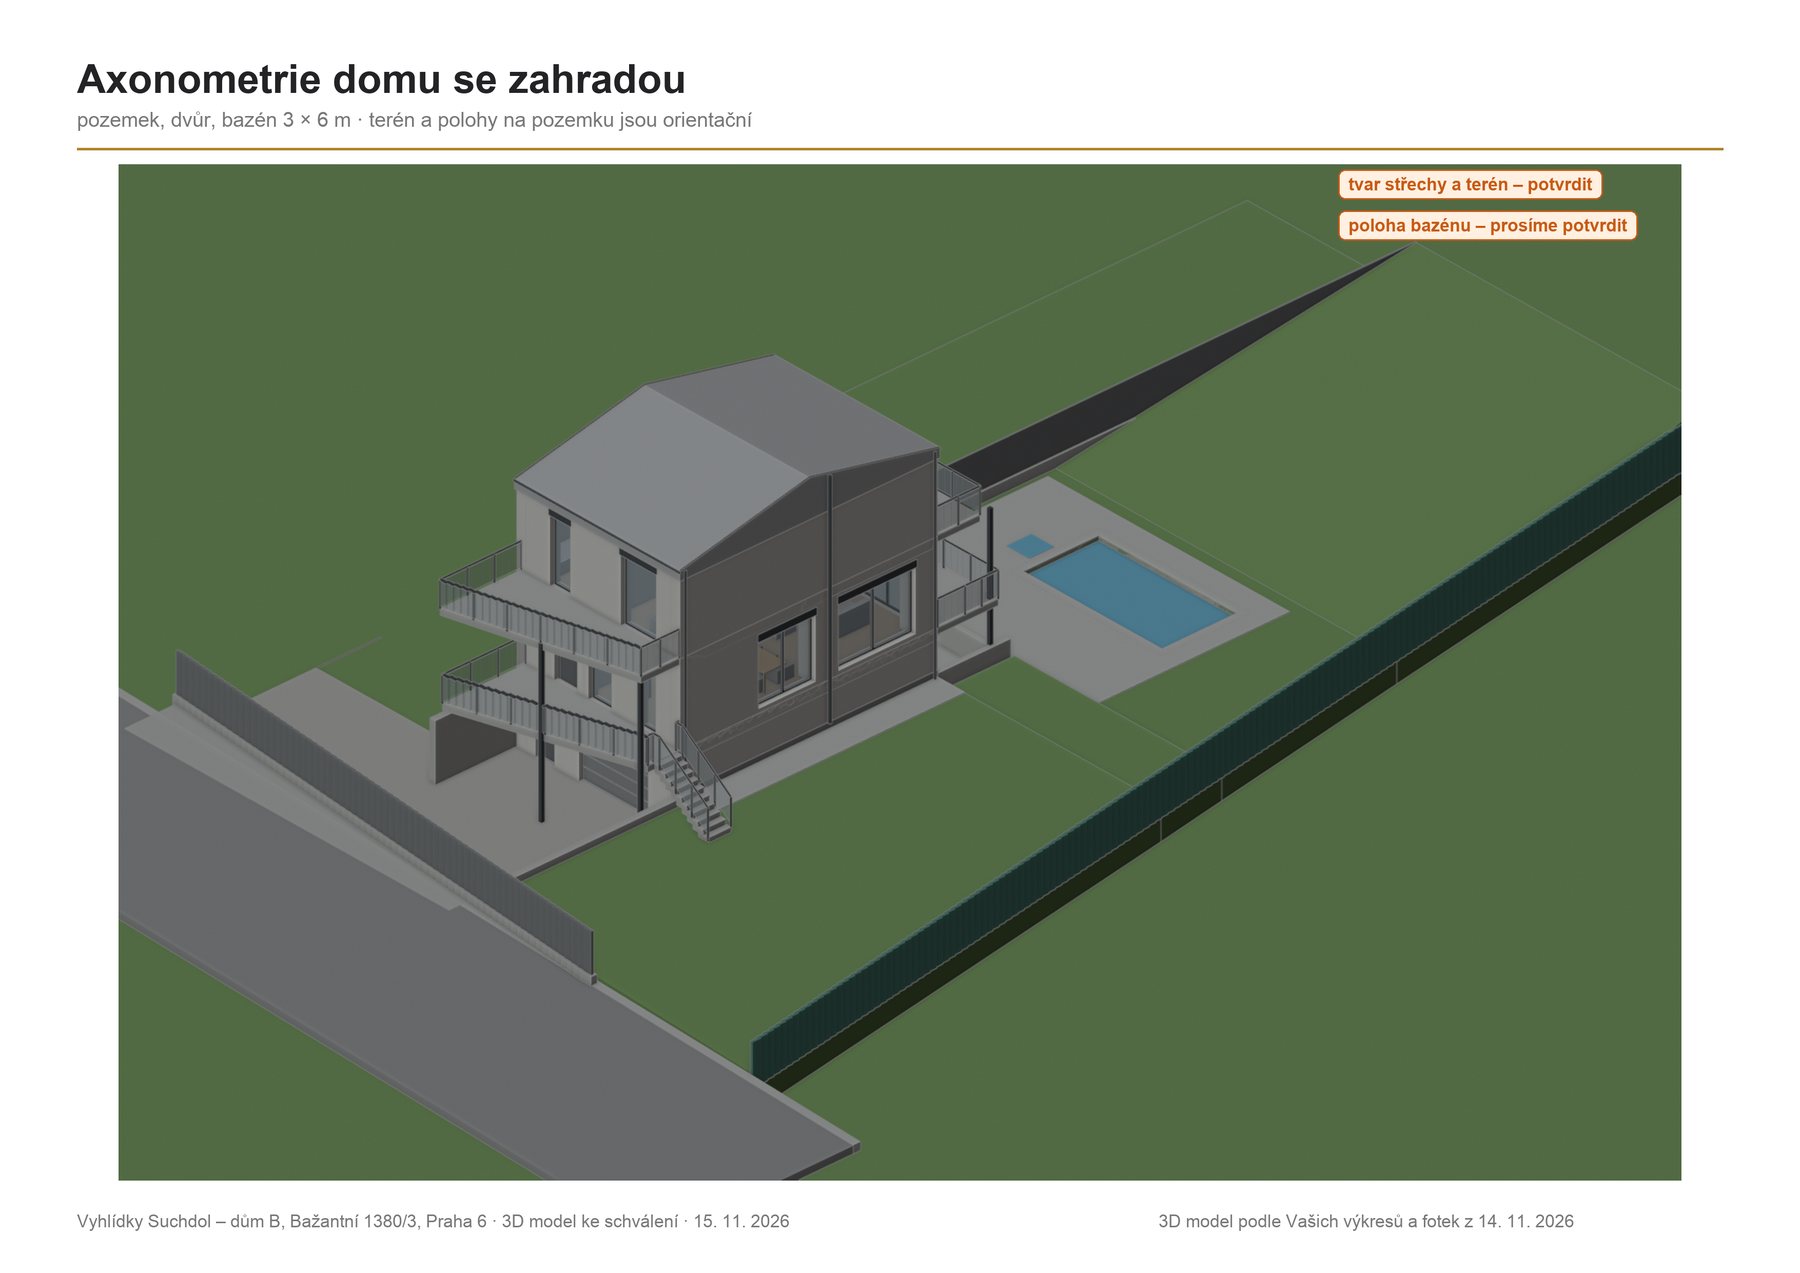 Axonometrie domu se zahradou
pozemek, dvůr, bazén 3 × 6 m · terén a polohy na pozemku jsou orientační
tvar střechy a terén – potvrdit
poloha bazénu – prosíme potvrdit
Vyhlídky Suchdol – dům B, Bažantní 1380/3, Praha 6 · 3D model ke schválení · 15. 11. 2026
3D model podle Vašich výkresů a fotek z 14. 11. 2026